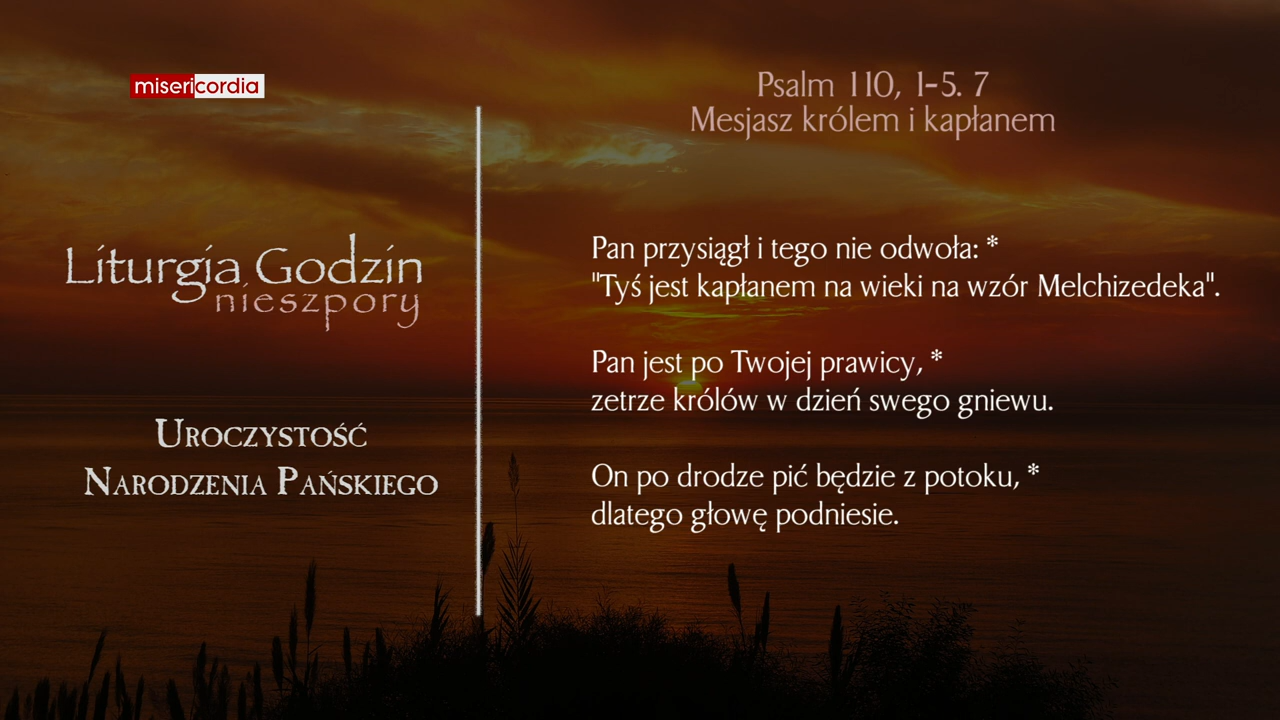 misericordia
Psalm 110, 1-5. 7
Mesjasz królem i kapłanem
Liturgia Godzin
nieszpory
Uroczystość
Narodzenia Pańskiego
Pan przysiągł i tego nie odwoła: *
"Tyś jest kapłanem na wieki na wzór Melchizedeka".
Pan jest po Twojej prawicy, *
zetrze królów w dzień swego gniewu.
On po drodze pić będzie z potoku, *
dlatego głowę podniesie.